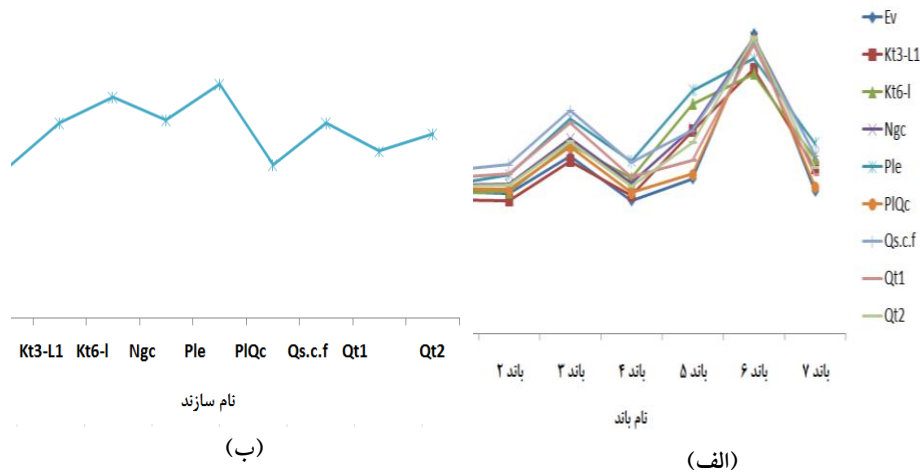 Ev
Kt3-L1
Kt6-l
Ngc
Ple
PlQc
Qs.c.f
Qt1
Qt2
باند ۲
باند ۳
باند ۴
باند ۵
باند ۶
باند ۷
نام باند
(الف)
Kt3-L1 Kt6-l Ngc Ple PlQc Qs.c.f Qt1 Qt2
نام سازند
(ب)